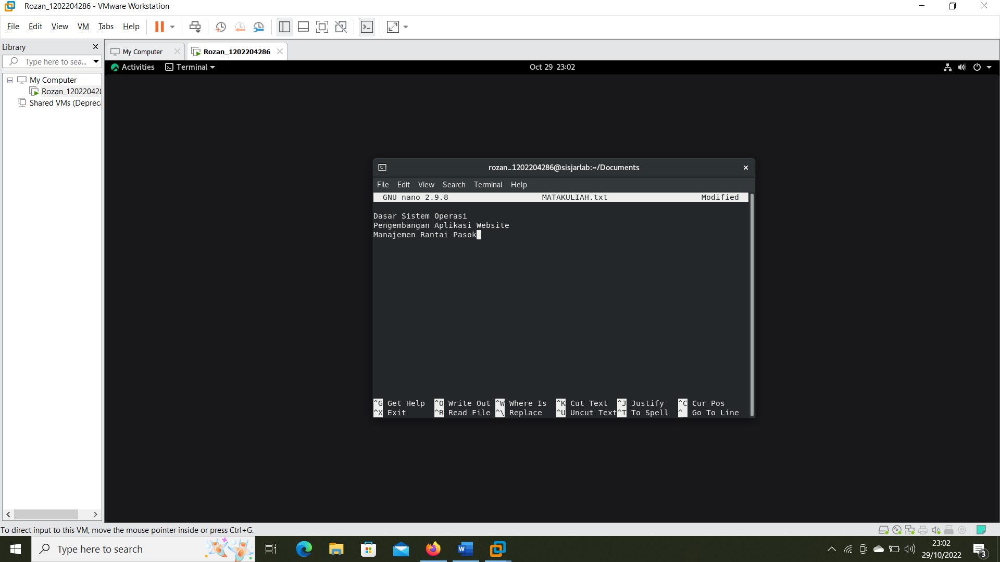 Rozan_1202204286 - VMware Workstation
File Edit View VM Tabs Help
Library
Type here to sea...
My Computer
Rozan_1202204286
My Computer
Rozan_12022042
Shared VMs (Depreca
Activities Terminal Oct 29 23:02
rozan_1202204286@sisjarlab:~/Documents
File Edit View Search Terminal Help
GNU nano 2.9.8 MATAKULIAH.txt Modified
Dasar Sistem Operasi
Pengembangan Aplikasi Website
Manajemen Rantai Pasok
^G Get Help ^O Write Out ^W Where Is ^K Cut Text ^J Justify ^C Cur Pos
^X Exit ^R Read File ^\ Replace ^U Uncut Text ^T To Spell ^_ Go To Line
To direct input to this VM, move the mouse pointer inside or press Ctrl+G.
Type here to search
23:02
29/10/2022
3